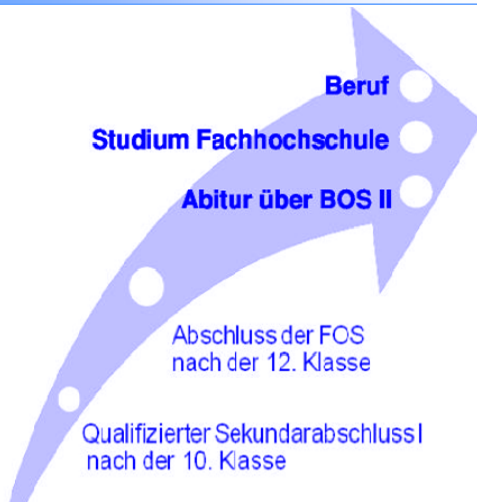 Beruf
Studium Fachhochschule
Abitur über BOS II
Abschluss der FOS
nach der 12. Klasse
Qualifizierter Sekundarabschluss I
nach der 10. Klasse